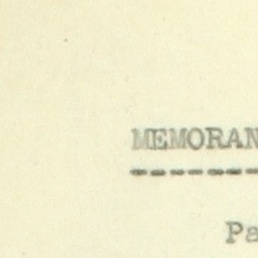 MEMORAN
-------
Pa